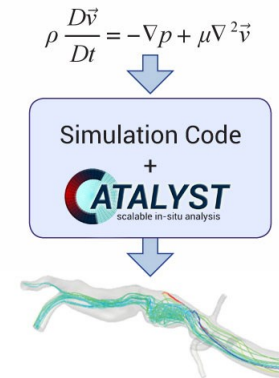 ρ Dv⃗/Dt = −∇p + μ∇²v⃗
Simulation Code
+
CATALYST
scalable in-situ analysis